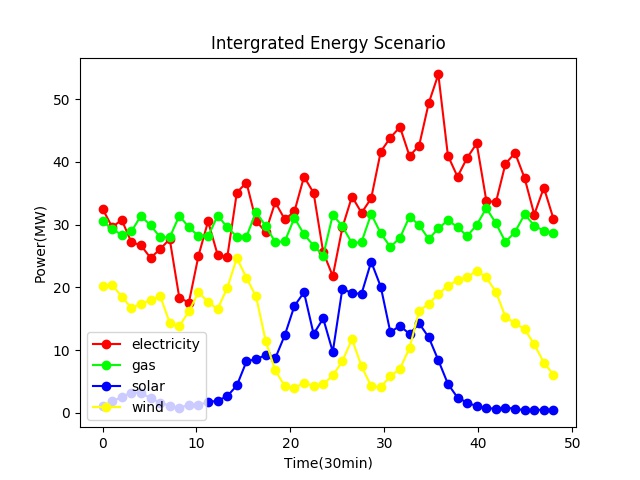 Intergrated Energy Scenario
Power(MW)
50
40
30
20
10
0
electricity
gas
solar
wind
0 10 20 30 40 50
Time(30min)